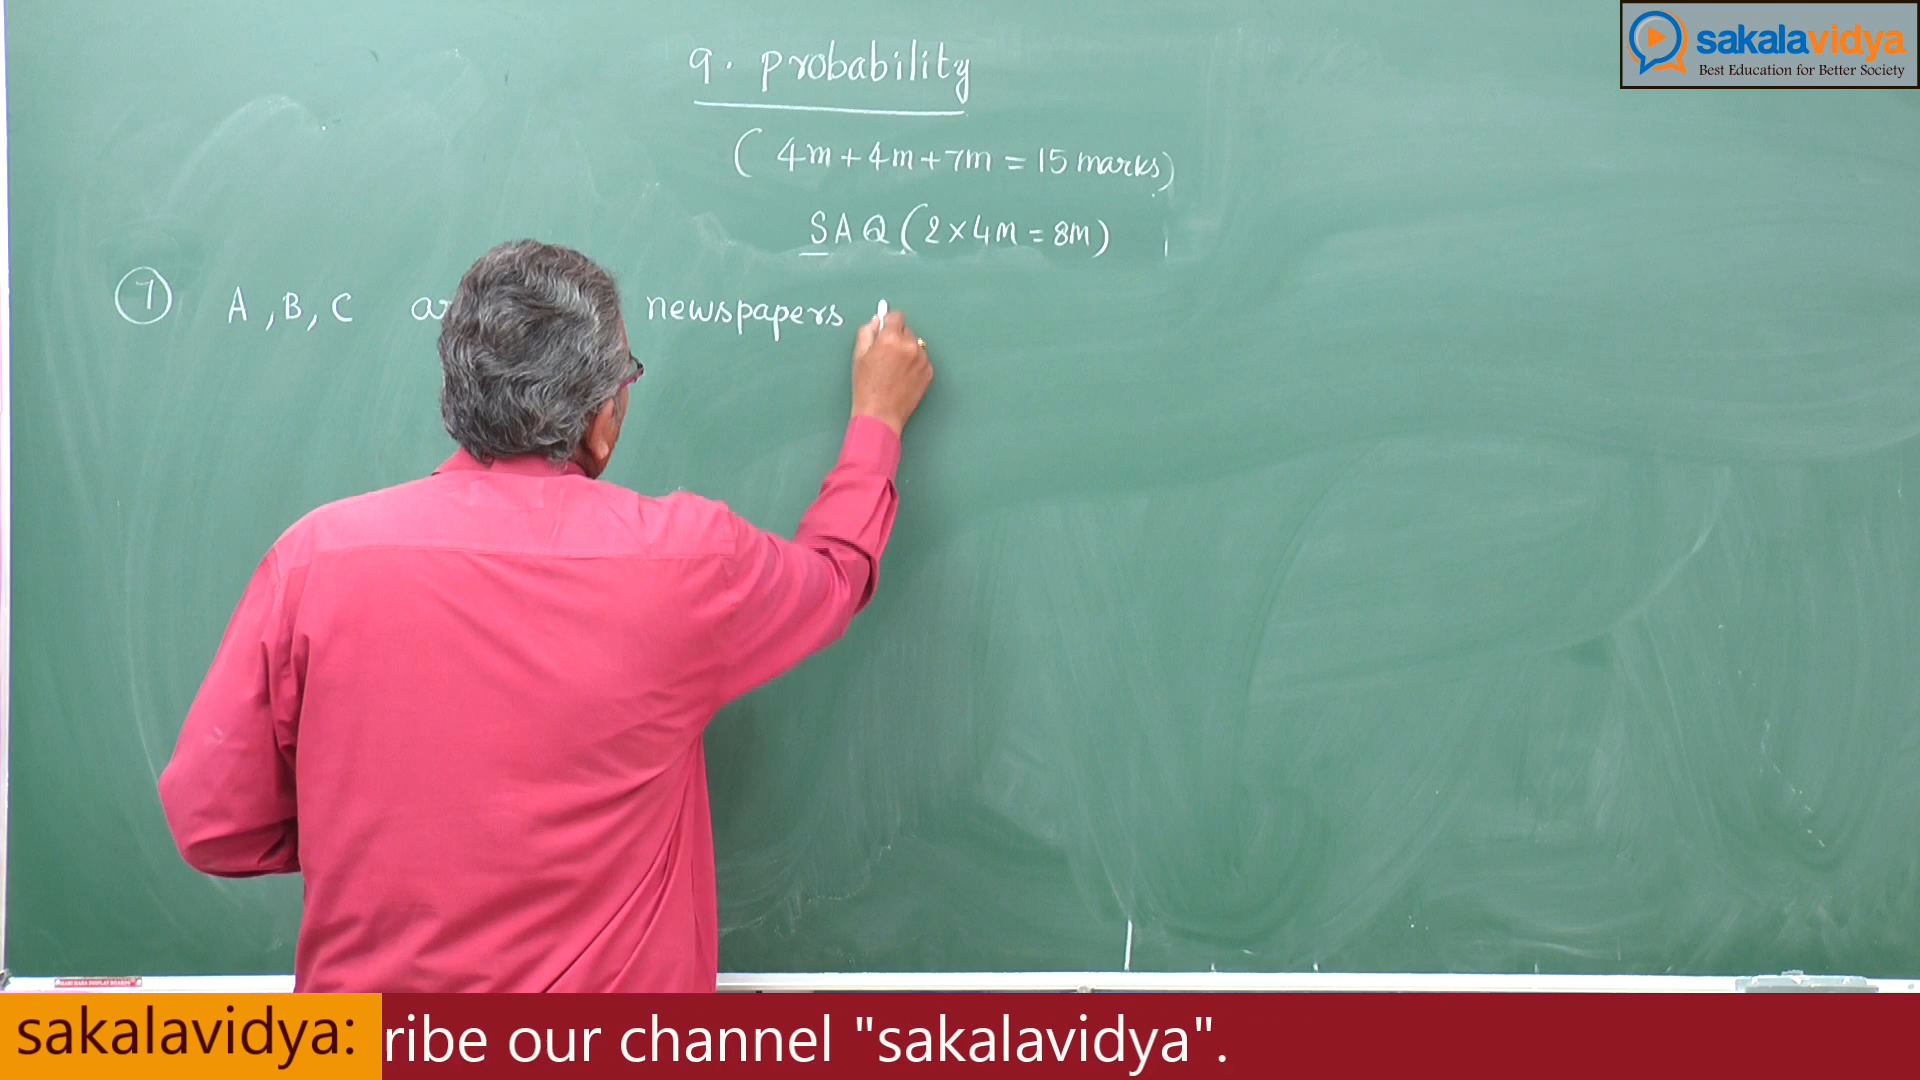 sakalavidya
Best Education for Better Society
9. probability
( 4m + 4m + 7m = 15 marks)
SAQ ( 2 × 4m = 8m )
7 A, B, C newspapers
sakalavidya: ribe our channel "sakalavidya".